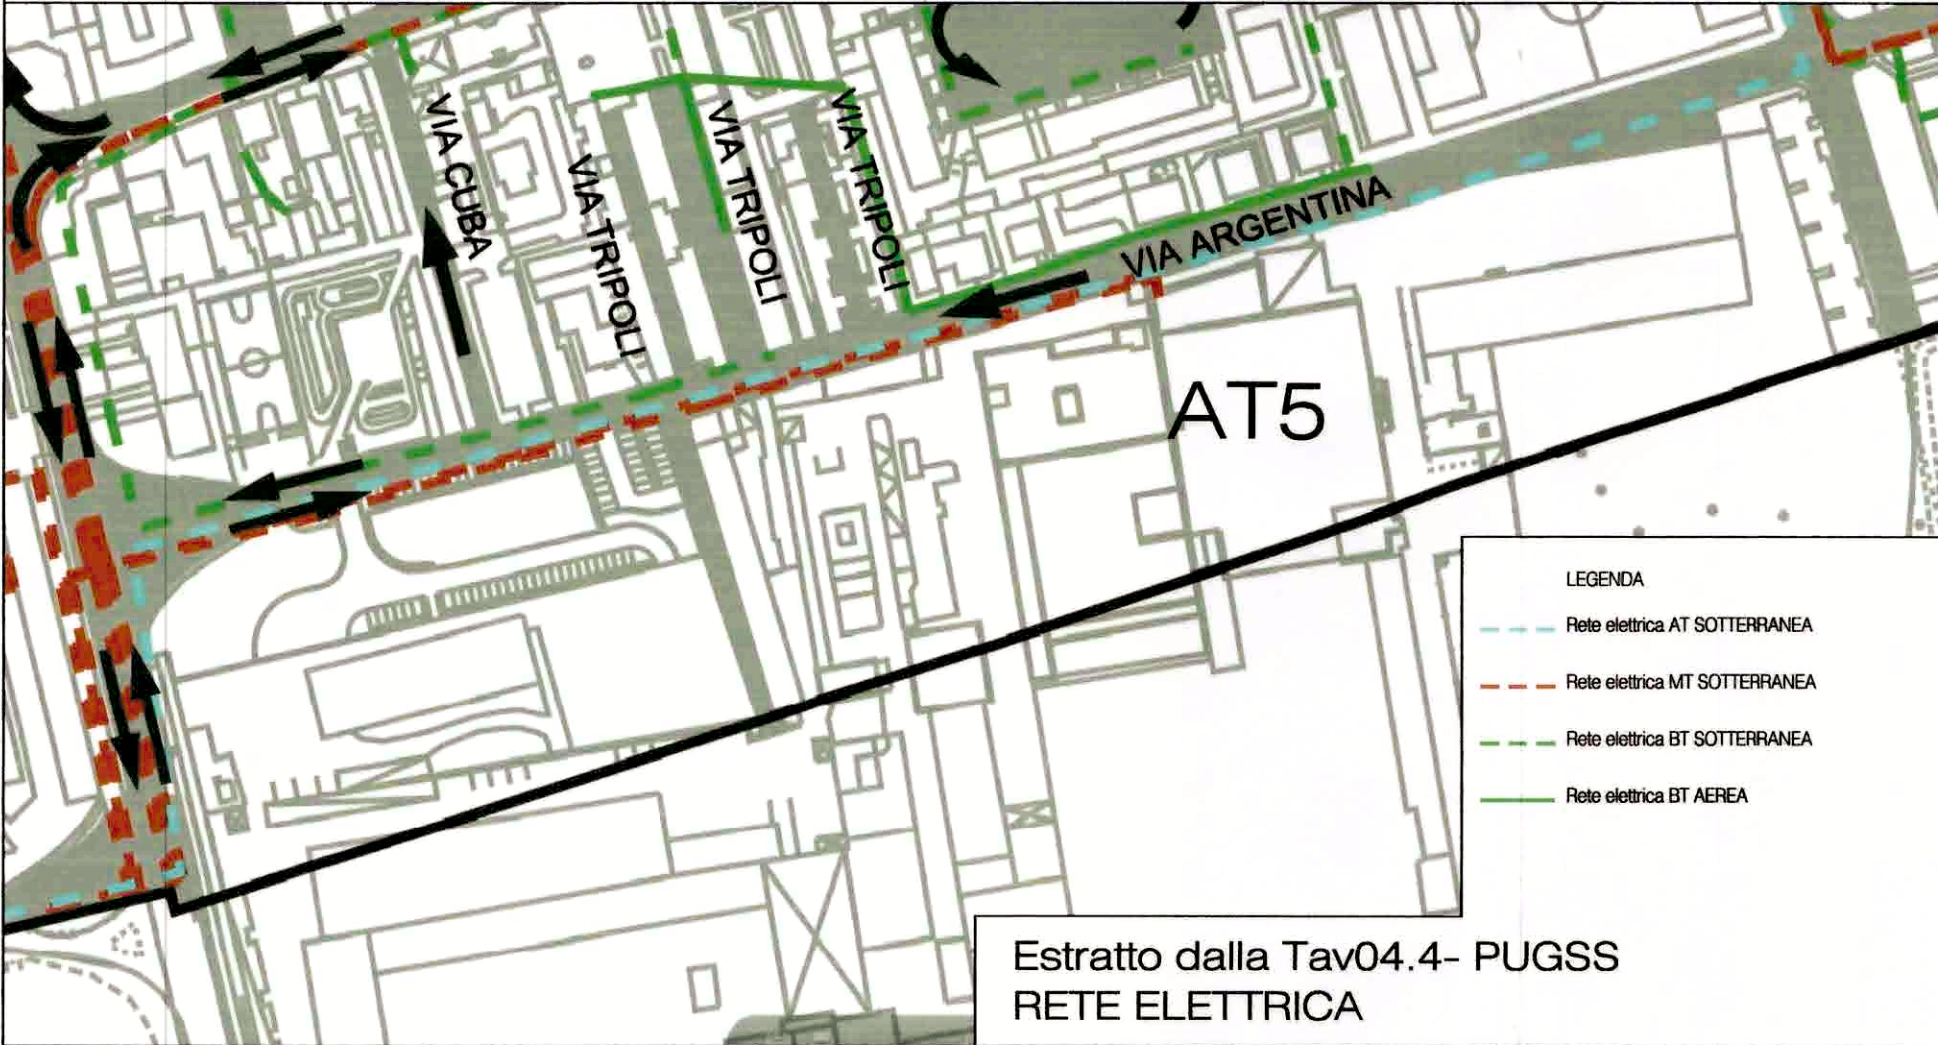 VIA CUBA
VIA TRIPOLI
VIA TRIPOLI
VIA TRIPOLI
VIA ARGENTINA
AT5
LEGENDA
Rete elettrica AT SOTTERRANEA
Rete elettrica MT SOTTERRANEA
Rete elettrica BT SOTTERRANEA
Rete elettrica BT AEREA
Estratto dalla Tav04.4- PUGSS
RETE ELETTRICA